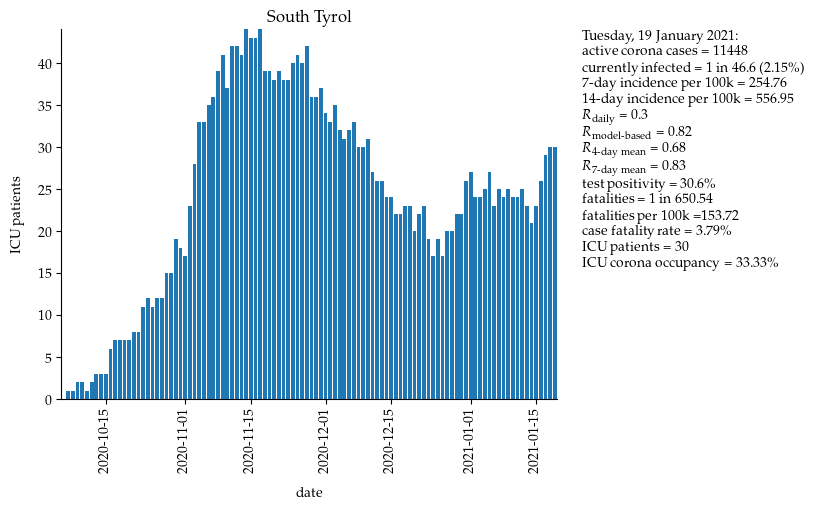 South Tyrol
ICU patients
40
35
30
25
20
15
10
5
0
2020-10-15
2020-11-01
2020-11-15
2020-12-01
2020-12-15
2021-01-01
2021-01-15
date
Tuesday, 19 January 2021:
active corona cases = 11448
currently infected = 1 in 46.6 (2.15%)
7-day incidence per 100k = 254.76
14-day incidence per 100k = 556.95
R daily = 0.3
R model-based = 0.82
R 4-day mean = 0.68
R 7-day mean = 0.83
test positivity = 30.6%
fatalities = 1 in 650.54
fatalities per 100k =153.72
case fatality rate = 3.79%
ICU patients = 30
ICU corona occupancy = 33.33%